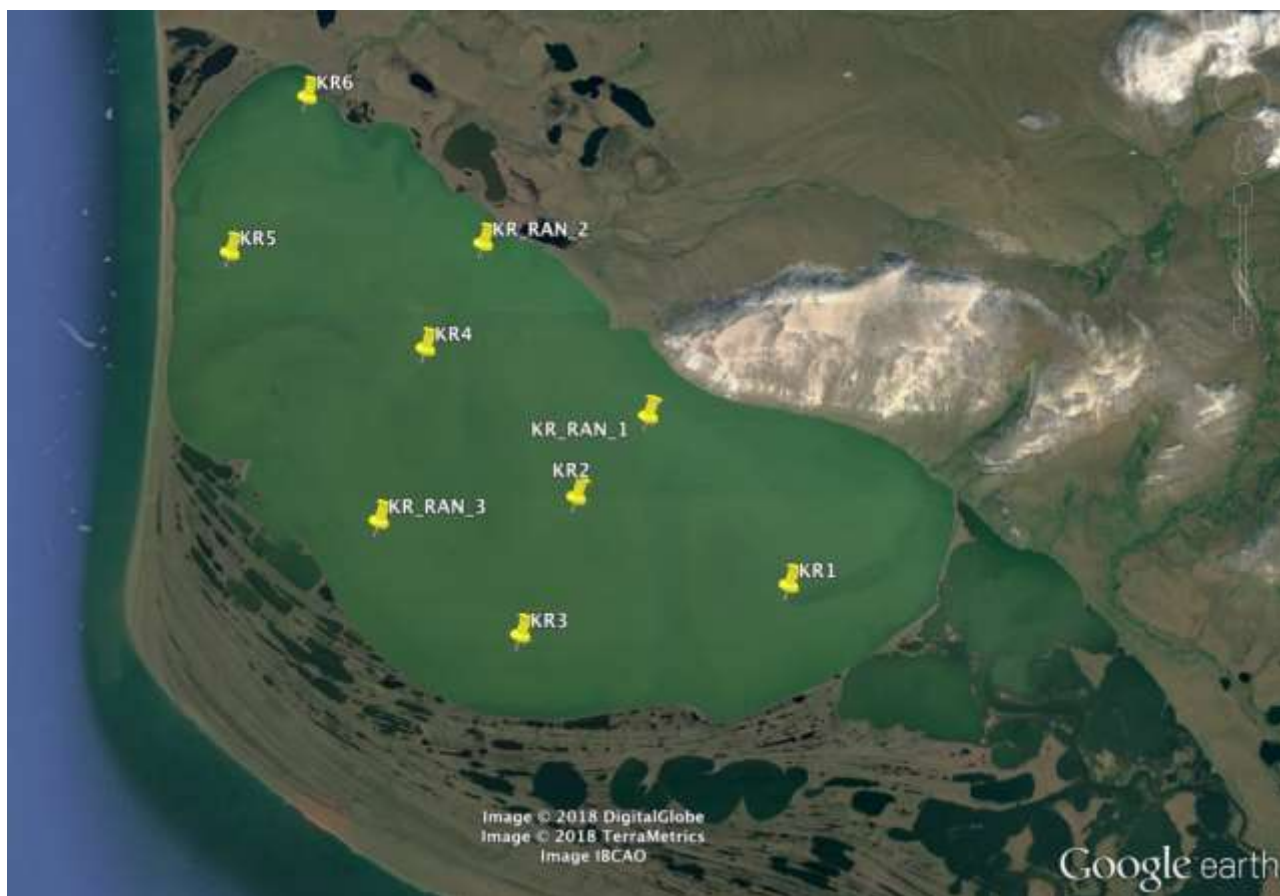 KR6
KR5
KR_RAN_2
KR4
KR_RAN_1
KR2
KR_RAN_3
KR1
KR3
Image © 2018 DigitalGlobe
Image © 2018 TerraMetrics
Image IBCAO
Google earth